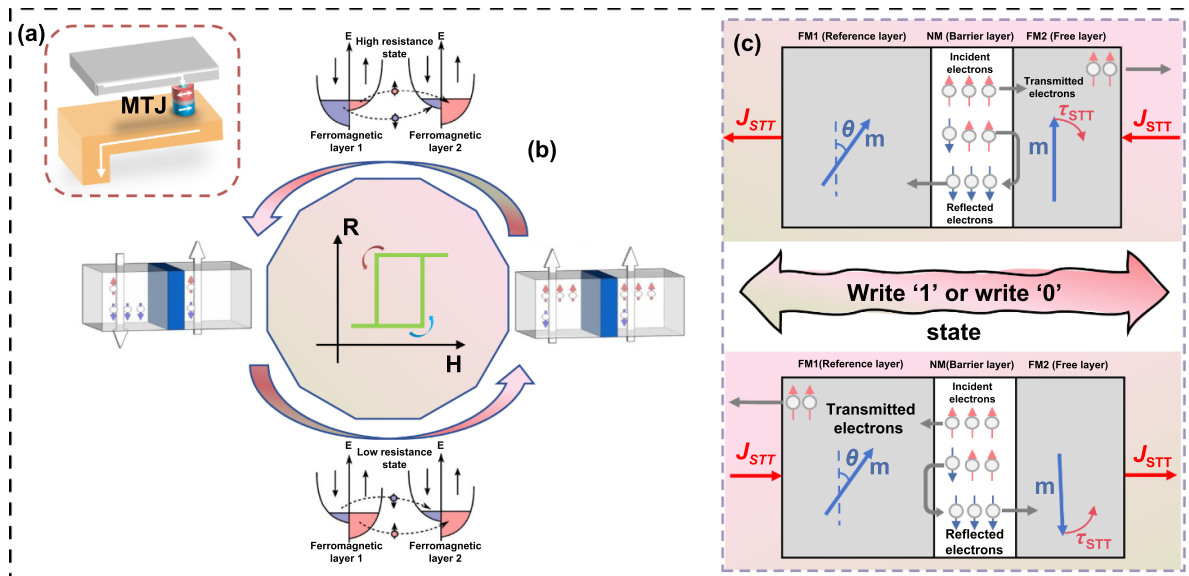 (a)
MTJ
E
High resistance
state
E
Ferromagnetic
layer 1
Ferromagnetic
layer 2
(b)
R
H
E
Low resistance
state
E
Ferromagnetic
layer 1
Ferromagnetic
layer 2
(c)
FM1 (Reference layer)
NM (Barrier layer)
FM2 (Free layer)
Incident
electrons
Transmitted
electrons
J_STT
θ
m
m
τ_STT
J_STT
Reflected
electrons
Write ‘1’ or write ‘0’
state
FM1(Reference layer)
NM(Barrier layer)
FM2 (Free layer)
Incident
electrons
Transmitted
electrons
J_STT
θ
m
m
τ_STT
J_STT
Reflected
electrons